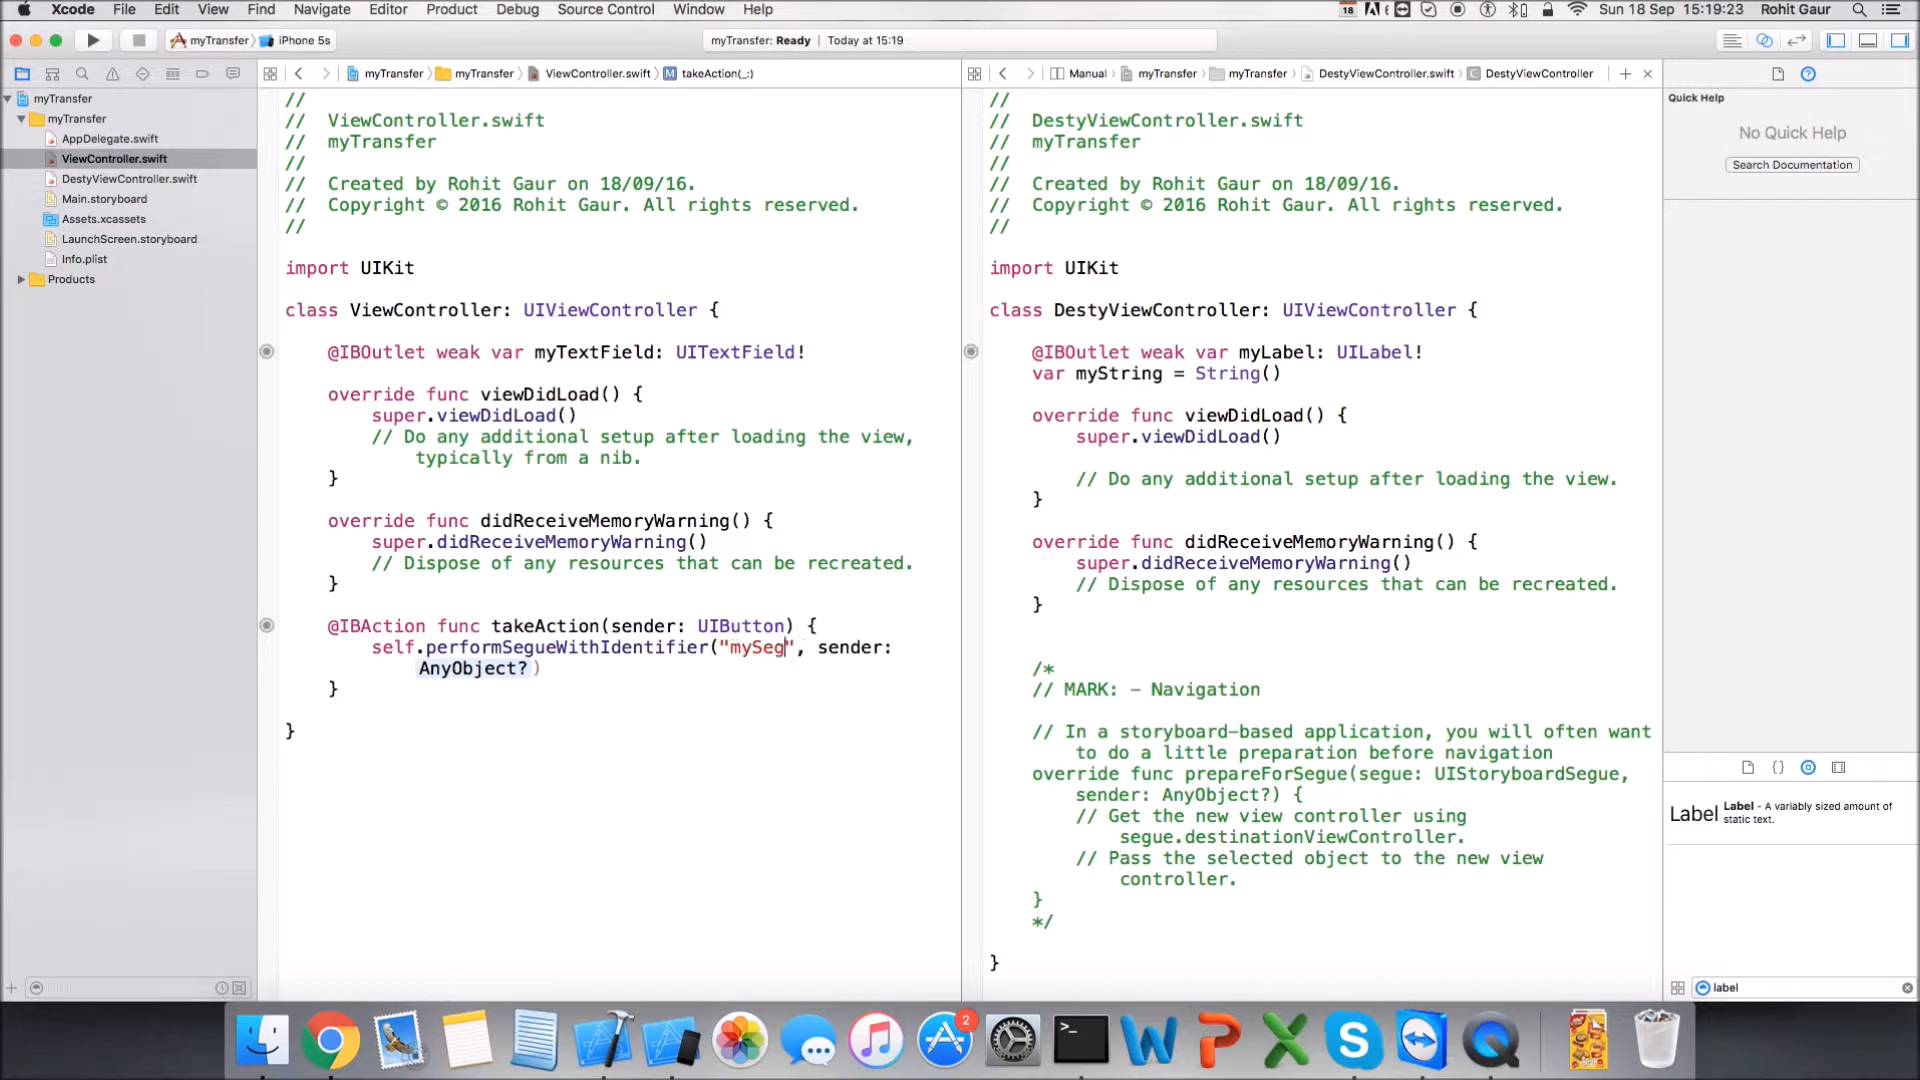 Xcode File Edit View Find Navigate Editor Product Debug Source Control Window Help
18 Sun 18 Sep 15:19:23 Rohit Gaur
myTransfer iPhone 5s
myTransfer: Ready | Today at 15:19
myTransfer myTransfer ViewController.swift M takeAction(_:)
Manual myTransfer myTransfer DestyViewController.swift C DestyViewController
myTransfer
myTransfer
AppDelegate.swift
ViewController.swift
DestyViewController.swift
Main.storyboard
Assets.xcassets
LaunchScreen.storyboard
Info.plist
Products
//
// ViewController.swift
// myTransfer
//
// Created by Rohit Gaur on 18/09/16.
// Copyright © 2016 Rohit Gaur. All rights reserved.
//
import UIKit
class ViewController: UIViewController {
@IBOutlet weak var myTextField: UITextField!
override func viewDidLoad() {
super.viewDidLoad()
// Do any additional setup after loading the view,
typically from a nib.
}
override func didReceiveMemoryWarning() {
super.didReceiveMemoryWarning()
// Dispose of any resources that can be recreated.
}
@IBAction func takeAction(sender: UIButton) {
self.performSegueWithIdentifier("mySeg", sender:
AnyObject?)
}
}
//
// DestyViewController.swift
// myTransfer
//
// Created by Rohit Gaur on 18/09/16.
// Copyright © 2016 Rohit Gaur. All rights reserved.
//
import UIKit
class DestyViewController: UIViewController {
@IBOutlet weak var myLabel: UILabel!
var myString = String()
override func viewDidLoad() {
super.viewDidLoad()
// Do any additional setup after loading the view.
}
override func didReceiveMemoryWarning() {
super.didReceiveMemoryWarning()
// Dispose of any resources that can be recreated.
}
/*
// MARK: - Navigation
// In a storyboard-based application, you will often want
to do a little preparation before navigation
override func prepareForSegue(segue: UIStoryboardSegue,
sender: AnyObject?) {
// Get the new view controller using
segue.destinationViewController.
// Pass the selected object to the new view
controller.
}
*/
}
Quick Help
No Quick Help
Search Documentation
Label Label - A variably sized amount of
static text.
label
2